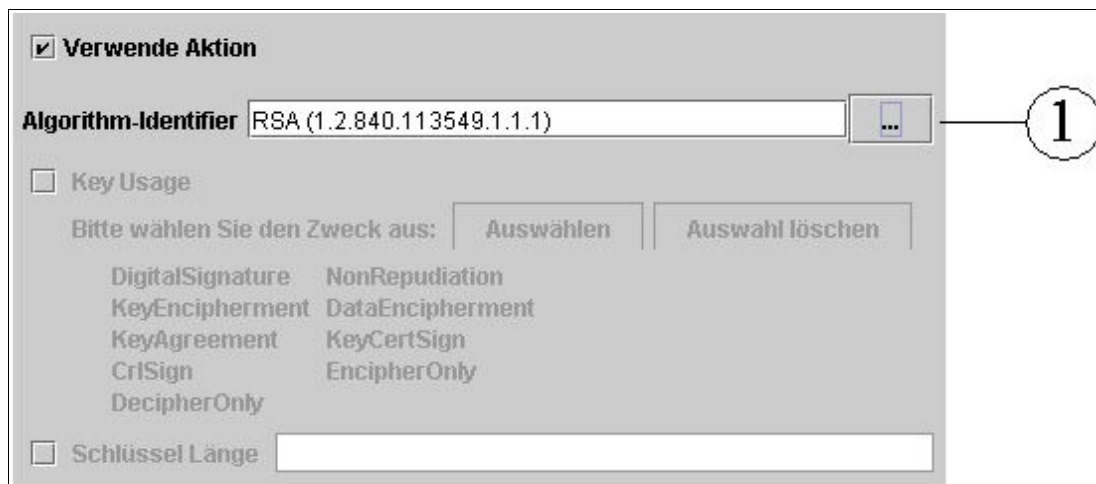 Verwende Aktion
Algorithm-Identifier RSA (1.2.840.113549.1.1.1) ... 1
Key Usage
Bitte wählen Sie den Zweck aus: Auswählen Auswahl löschen
DigitalSignature NonRepudiation
KeyEncipherment DataEncipherment
KeyAgreement KeyCertSign
CrlSign EncipherOnly
DecipherOnly
Schlüssel Länge